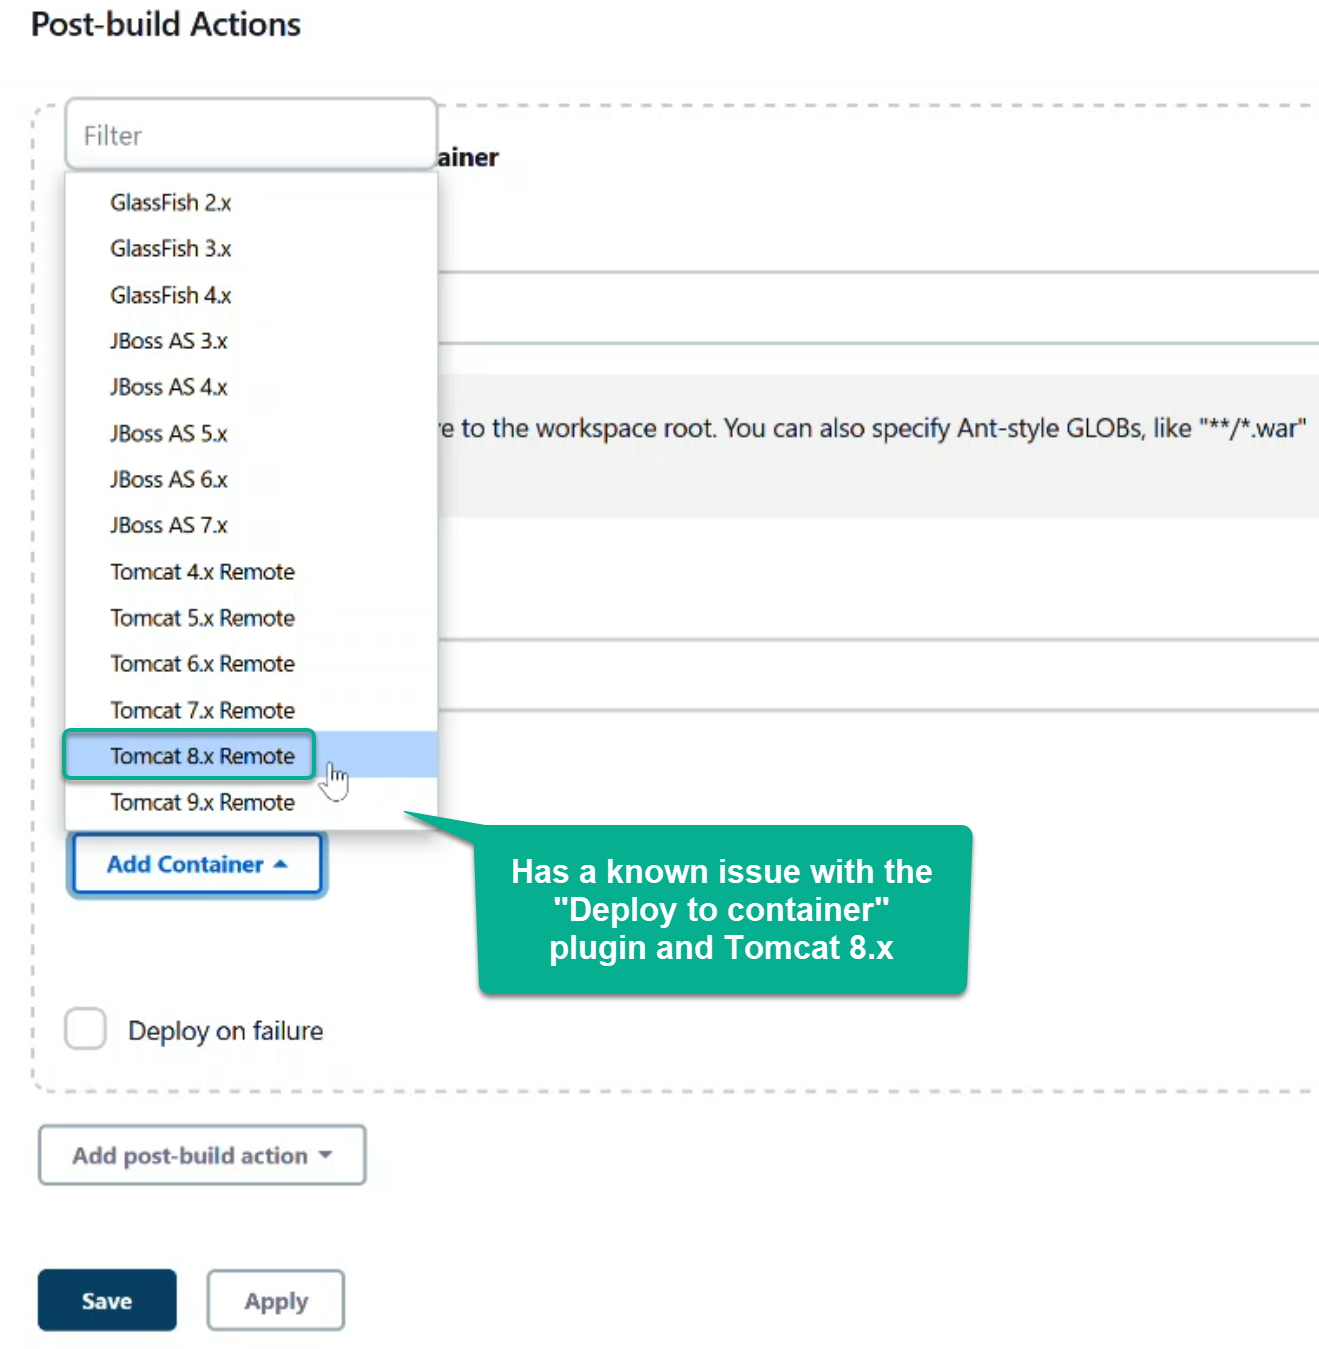 Post-build Actions
Filter
ainer
GlassFish 2.x
GlassFish 3.x
GlassFish 4.x
JBoss AS 3.x
JBoss AS 4.x
JBoss AS 5.x
e to the workspace root. You can also specify Ant-style GLOBs, like "**/*.war"
JBoss AS 6.x
JBoss AS 7.x
Tomcat 4.x Remote
Tomcat 5.x Remote
Tomcat 6.x Remote
Tomcat 7.x Remote
Tomcat 8.x Remote
Tomcat 9.x Remote
Add Container
Has a known issue with the
"Deploy to container"
plugin and Tomcat 8.x
Deploy on failure
Add post-build action
Save
Apply